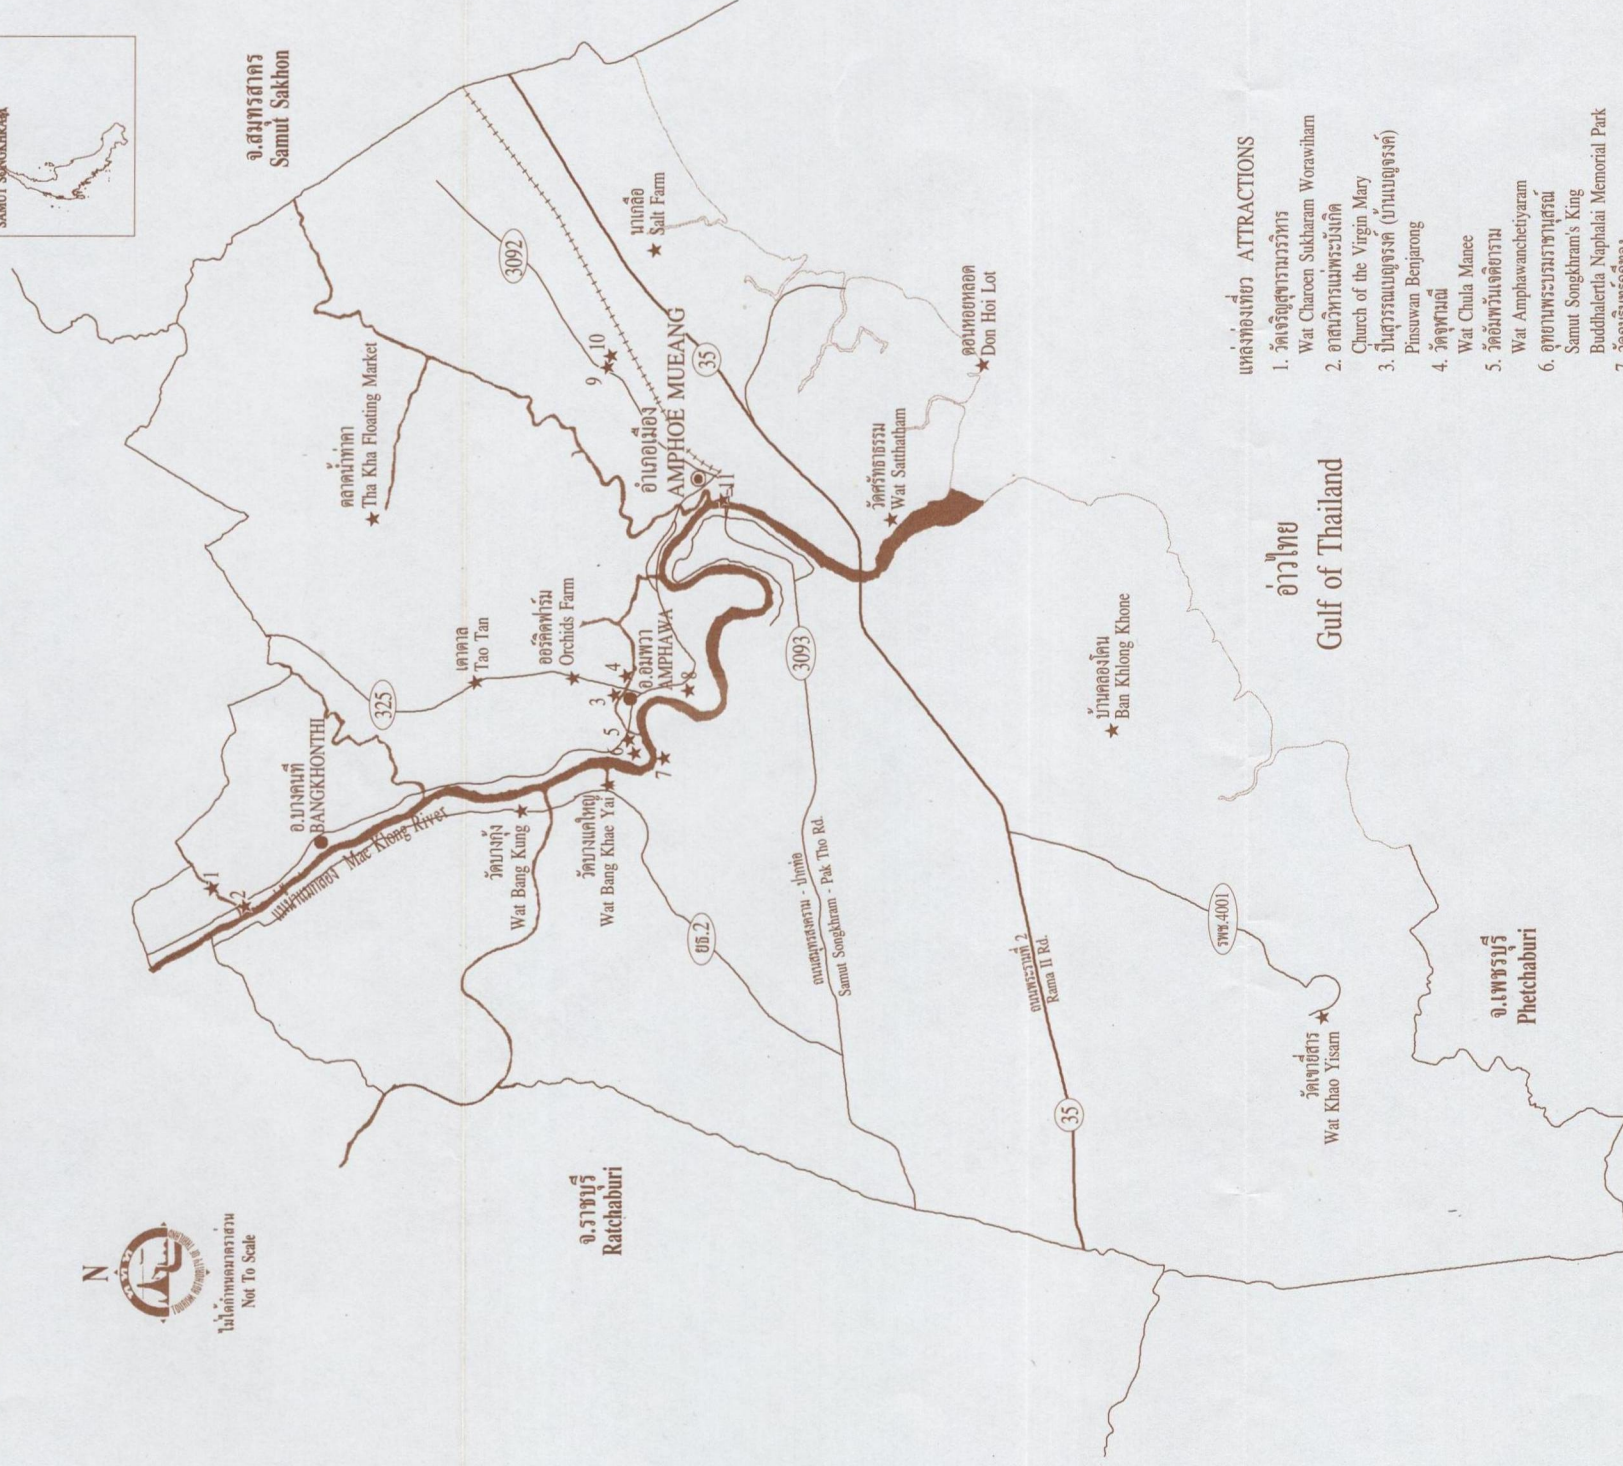 SAMUT SONGKHRAM
จ.สมุทรสาคร
Samut Sakhon
N
ททท
TOURISM AUTHORITY OF THAILAND
ไม่ได้กำหนดมาตราส่วน
Not To Scale
3092
นาเกลือ
Salt Farm
ตลาดน้ำท่าคา
Tha Kha Floating Market
9
10
อำเภอเมือง
AMPHOE MUEANG
35
11
ดอนหอยหลอด
Don Hoi Lot
วัดศรัทธาธรรม
Wat Satthatham
325
เตาตาล
Tao Tan
ออร์คิดฟาร์ม
Orchids Farm
3
4
อ.อัมพวา
AMPHAWA
5
6
7
8
3093
อ.บางคนที
BANGKHONTHI
1
2
แม่น้ำแม่กลอง Mae Klong River
วัดบางกุ้ง
Wat Bang Kung
วัดบางแคใหญ่
Wat Bang Khae Yai
ยธ.2
ถนนสมุทรสงคราม - ปากท่อ
Samut Songkhram - Pak Tho Rd.
ถนนพระรามที่ 2
Rama II Rd.
35
บ้านคลองโคน
Ban Khlong Khone
อ่าวไทย
Gulf of Thailand
รพช.4001
วัดเขายี่สาร
Wat Khao Yisarn
จ.ราชบุรี
Ratchaburi
จ.เพชรบุรี
Phetchaburi
แหล่งท่องเที่ยว ATTRACTIONS
1. วัดเจริญสุขารามวรวิหาร
Wat Charoen Sukharam Worawiharn
2. อาสนวิหารแม่พระบังเกิด
Church of the Virgin Mary
3. ปิ่นสุวรรณเบญจรงค์ (บ้านเบญจรงค์)
Pinsuwan Benjarong
4. วัดจุฬามณี
Wat Chula Manee
5. วัดอัมพวันเจติยาราม
Wat Amphawanchetiyaram
6. อุทยานพระบรมราชานุสรณ์
Samut Songkhram's King
Buddhalertla Naphalai Memorial Park